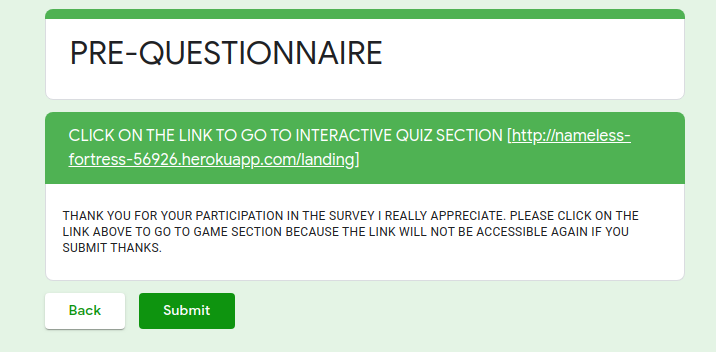 PRE-QUESTIONNAIRE
CLICK ON THE LINK TO GO TO INTERACTIVE QUIZ SECTION [http://nameless-
fortress-56926.herokuapp.com/landing]
THANK YOU FOR YOUR PARTICIPATION IN THE SURVEY I REALLY APPRECIATE. PLEASE CLICK ON THE
LINK ABOVE TO GO TO GAME SECTION BECAUSE THE LINK WILL NOT BE ACCESSIBLE AGAIN IF YOU
SUBMIT THANKS.
Back
Submit